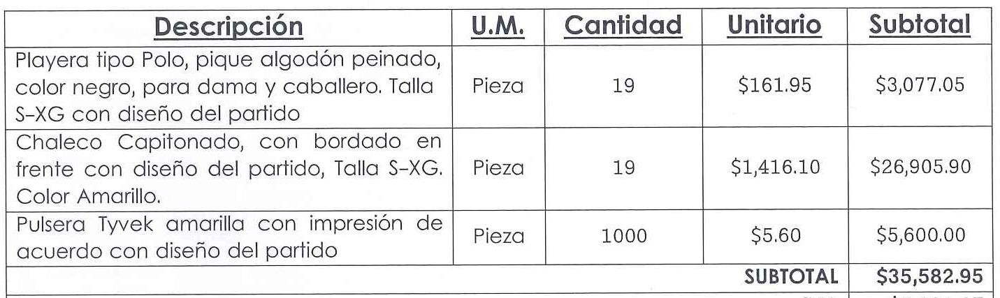 Descripción U.M. Cantidad Unitario Subtotal
Playera tipo Polo, pique algodón peinado,
color negro, para dama y caballero. Talla
S–XG con diseño del partido
Pieza 19 $161.95 $3,077.05
Chaleco Capitonado, con bordado en
frente con diseño del partido, Talla S–XG.
Color Amarillo.
Pieza 19 $1,416.10 $26,905.90
Pulsera Tyvek amarilla con impresión de
acuerdo con diseño del partido
Pieza 1000 $5.60 $5,600.00
SUBTOTAL $35,582.95